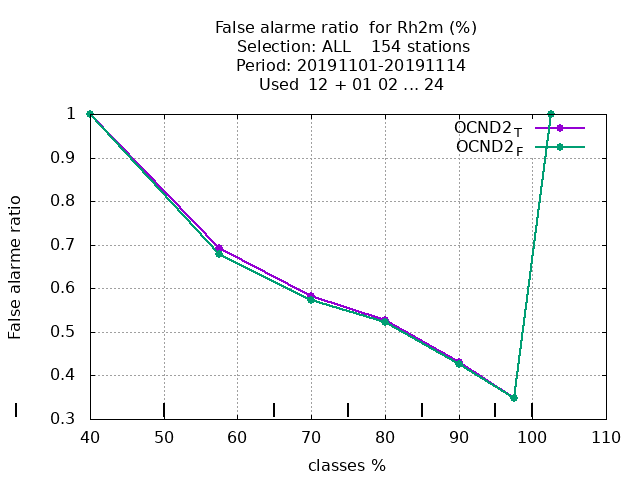 False alarme ratio  for Rh2m (%)
Selection: ALL    154 stations
Period: 20191101-20191114
Used  12 + 01 02 ... 24
OCND2_T
OCND2_F
1
0.9
0.8
0.7
0.6
0.5
0.4
0.3
False alarme ratio
40 50 60 70 80 90 100 110
classes %